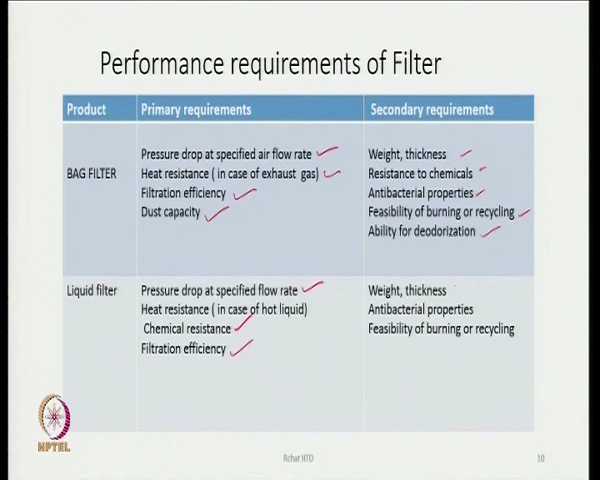 Performance requirements of Filter
Product
Primary requirements
Secondary requirements
BAG FILTER
Pressure drop at specified air flow rate
Heat resistance ( in case of exhaust gas)
Filtration efficiency
Dust capacity
Weight, thickness
Resistance to chemicals
Antibacterial properties
Feasibility of burning or recycling
Ability for deodorization
Liquid filter
Pressure drop at specified flow rate
Heat resistance ( in case of hot liquid)
Chemical resistance
Filtration efficiency
Weight, thickness
Antibacterial properties
Feasibility of burning or recycling
NPTEL
Rchat IITD
10